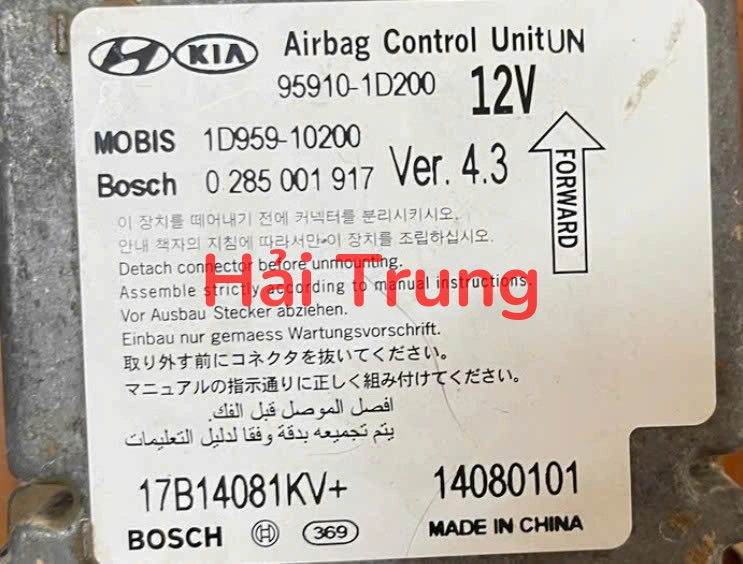 HYUNDAI KIA Airbag Control Unit UN
95910-1D200 12V
MOBIS 1D959-10200
Bosch 0 285 001 917 Ver. 4.3
FORWARD
이 장치를 떼어내기 전에 커넥터를 분리시키시오.
안내 책자의 지침에 따라서만 이 장치를 조립하십시오.
Detach connector before unmounting.
Assemble strictly according to manual instructions.
Hải Trung
Vor Ausbau Stecker abziehen.
Einbau nur gemaess Wartungsvorschrift.
取り外す前にコネクタを抜いてください。
マニュアルの指示通りに正しく組み付けてください。
افصل الموصل قبل الفك.
يتم تجميعه بدقة وفقا لدليل التعليمات
17B14081KV+ 14080101
BOSCH 369 MADE IN CHINA